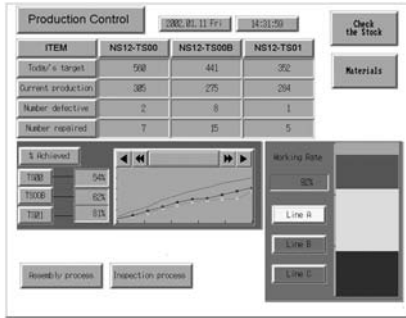 Production Control
2002.01.11 Fri
14:31:59
Check
the Stock
ITEM NS12-TS00 NS12-TS00B NS12-TS01
Today's target 560 441 352
Current production 305 275 284
Number defective 2 8 1
Number repaired 7 15 5
Materials
% Achieved
TS00 54%
TS00B 62%
TS01 81%
Working Rate
92%
Line A
Line B
Line C
Assembly process
Inspection process